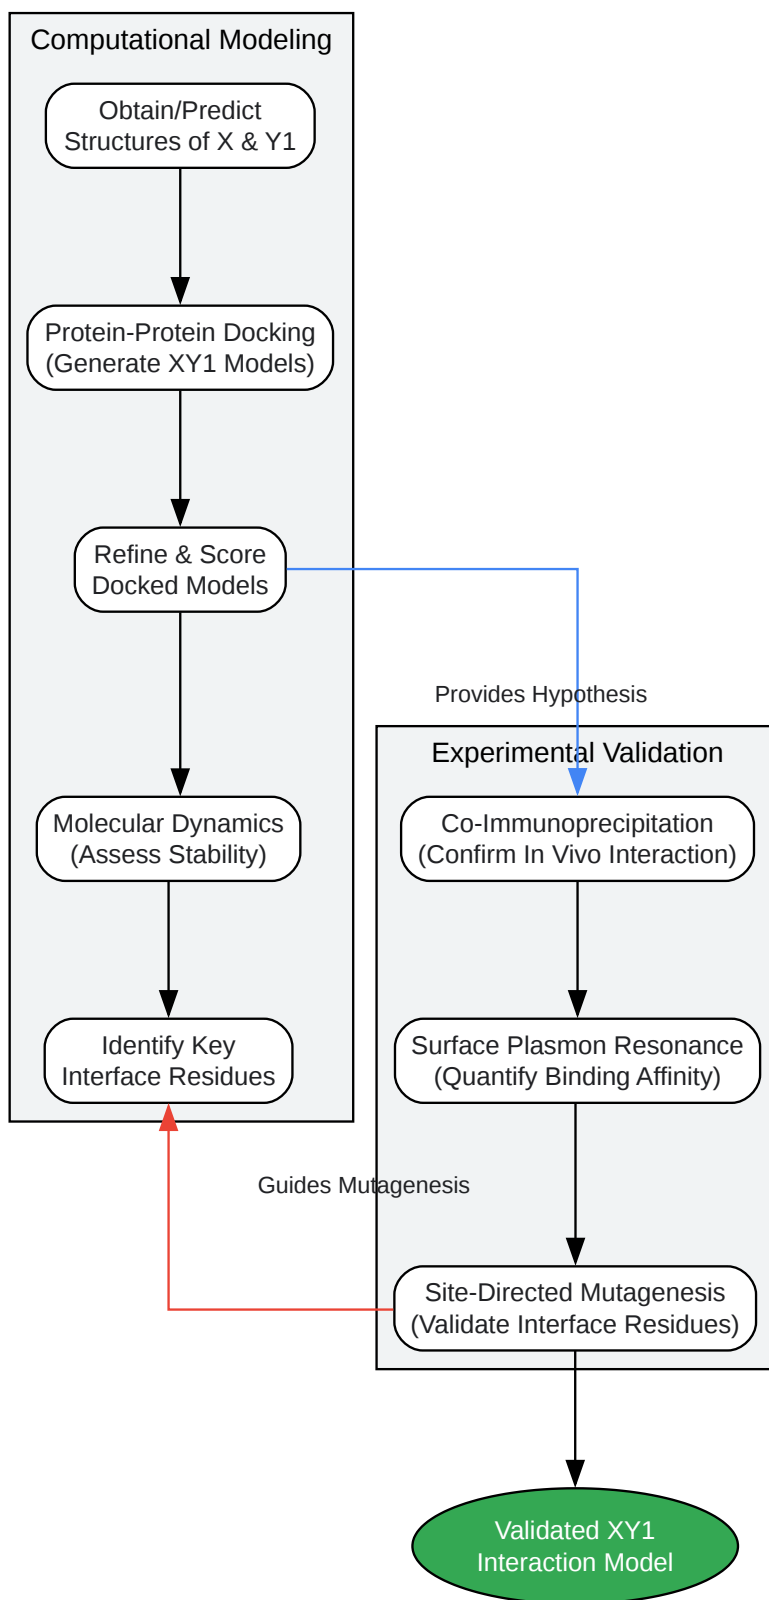 Computational Modeling
Obtain/Predict
Structures of X & Y1
Protein-Protein Docking
(Generate XY1 Models)
Refine & Score
Docked Models
Provides Hypothesis
Experimental Validation
Molecular Dynamics
(Assess Stability)
Co-Immunoprecipitation
(Confirm In Vivo Interaction)
Identify Key
Interface Residues
Surface Plasmon Resonance
(Quantify Binding Affinity)
Guides Mutagenesis
Site-Directed Mutagenesis
(Validate Interface Residues)
Validated XY1
Interaction Model